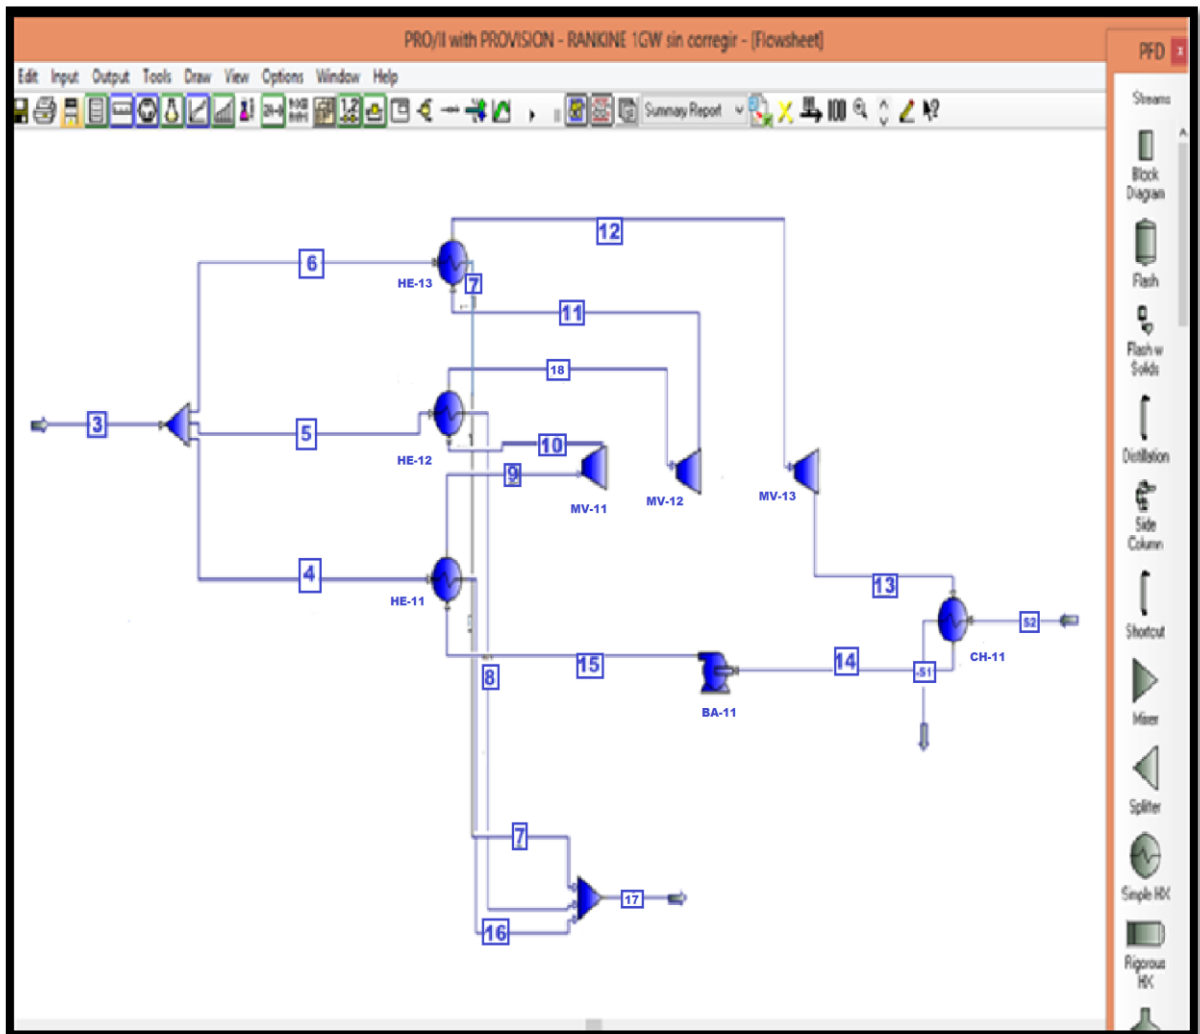 PRO/II with PROVISION - RANKINE 1GW sin corregir - [Flowsheet]
PFD x
Edit Input Output Tools Draw View Options Window Help
Summary Report
Streams
Block
Diagram
Flash
Flash w
Solids
Distillation
Side
Column
Shortcut
Mixer
Splitter
Simple HX
Rigorous
HX
12
6
HE-13
7
11
18
3
5
10
HE-12
9
MV-11
MV-12
MV-13
4
HE-11
13
S2
15
14
-S1
CH-11
8
BA-11
7
17
16